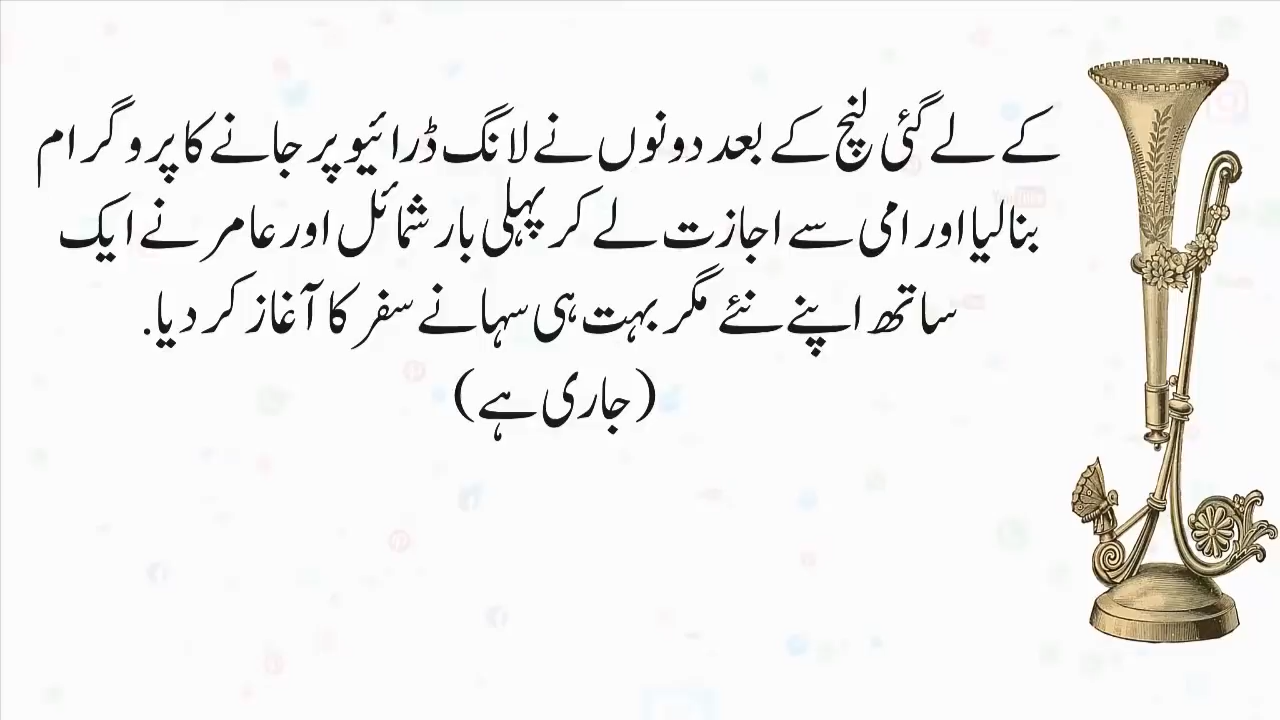 کے لے گئی لنچ کے بعد دونوں نے لانگ ڈرائیو پر جانے کا پروگرام
بنالیا اور امی سے اجازت لے کر پہلی بار شمائل اور عامر نے ایک
ساتھ اپنے نئے مگر بہت ہی سہانے سفر کا آغاز کر دیا.
(جاری ہے)